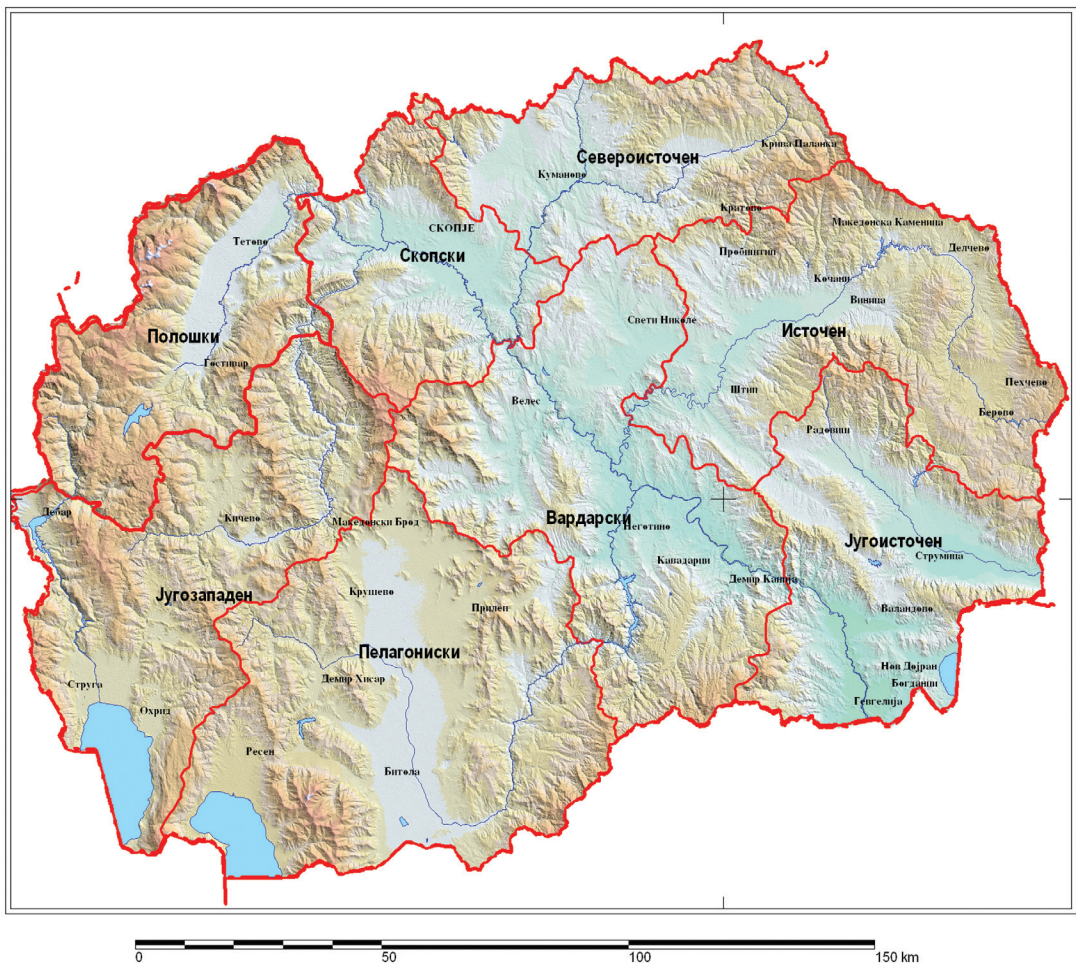 Крива Паланка
Североисточен
Куманово
Кратово
Македонска Каменица
СКОПЈЕ
Тетово
Делчево
Пробиштип
Скопски
Кочани
Виница
Свети Николе
Источен
Полошки
Гостивар
Пехчево
Штип
Велес
Берово
Радовиш
Дебар
Кичево
Македонски Брод
Вардарски
Неготино
Југоисточен
Струмица
Кавадарци
Демир Капија
Југозападен
Крушево
Прилеп
Валандово
Пелагониски
Нов Дојран
Демир Хисар
Струга
Богданци
Гевгелија
Охрид
Ресен
Битола
0 50 100 150 km